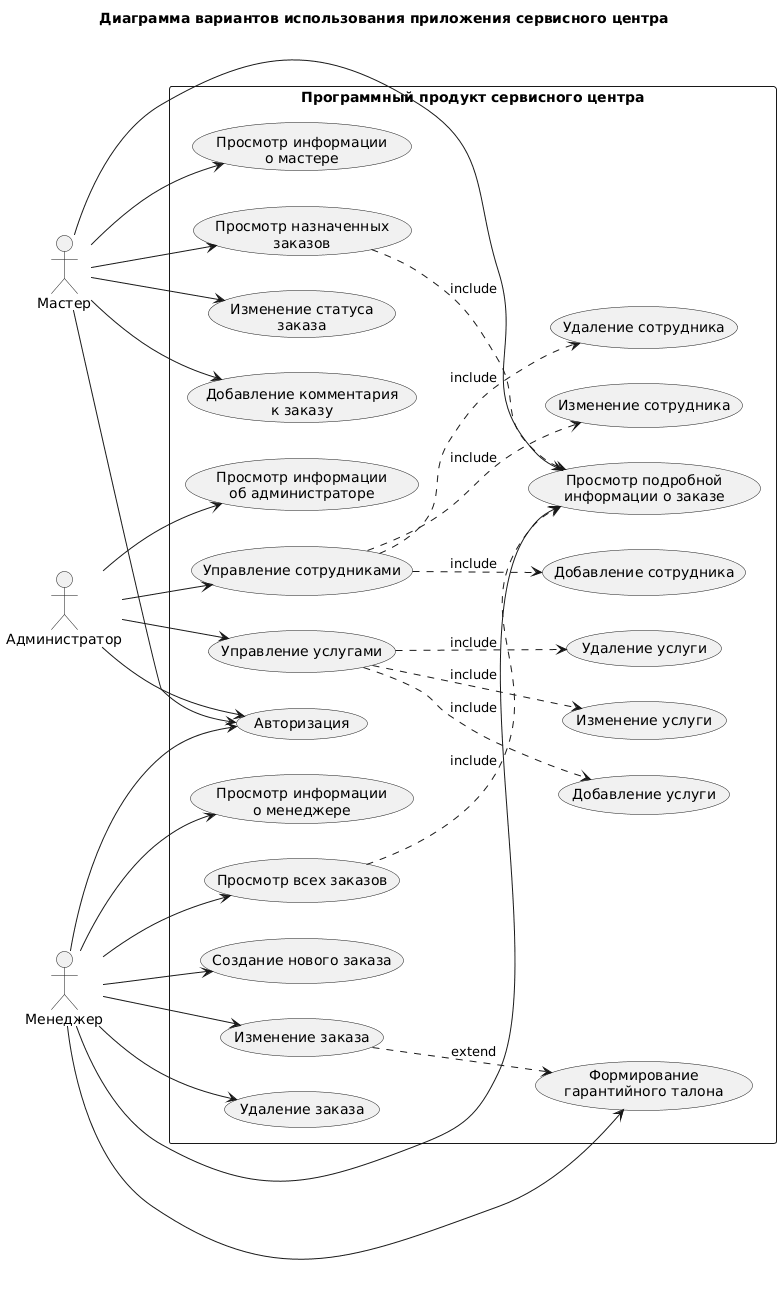 Диаграмма вариантов использования приложения сервисного центра
Программный продукт сервисного центра
Просмотр информации
о мастере
Просмотр назначенных
заказов
Мастер
include
Изменение статуса
заказа
Удаление сотрудника
include
Добавление комментария
к заказу
Изменение сотрудника
include
Просмотр информации
об администраторе
Просмотр подробной
информации о заказе
Управление сотрудниками
include
Добавление сотрудника
Администратор
Управление услугами
include
Удаление услуги
include
include
Изменение услуги
Авторизация
include
Добавление услуги
Просмотр информации
о менеджере
Просмотр всех заказов
Создание нового заказа
Менеджер
Изменение заказа
extend
Формирование
гарантийного талона
Удаление заказа